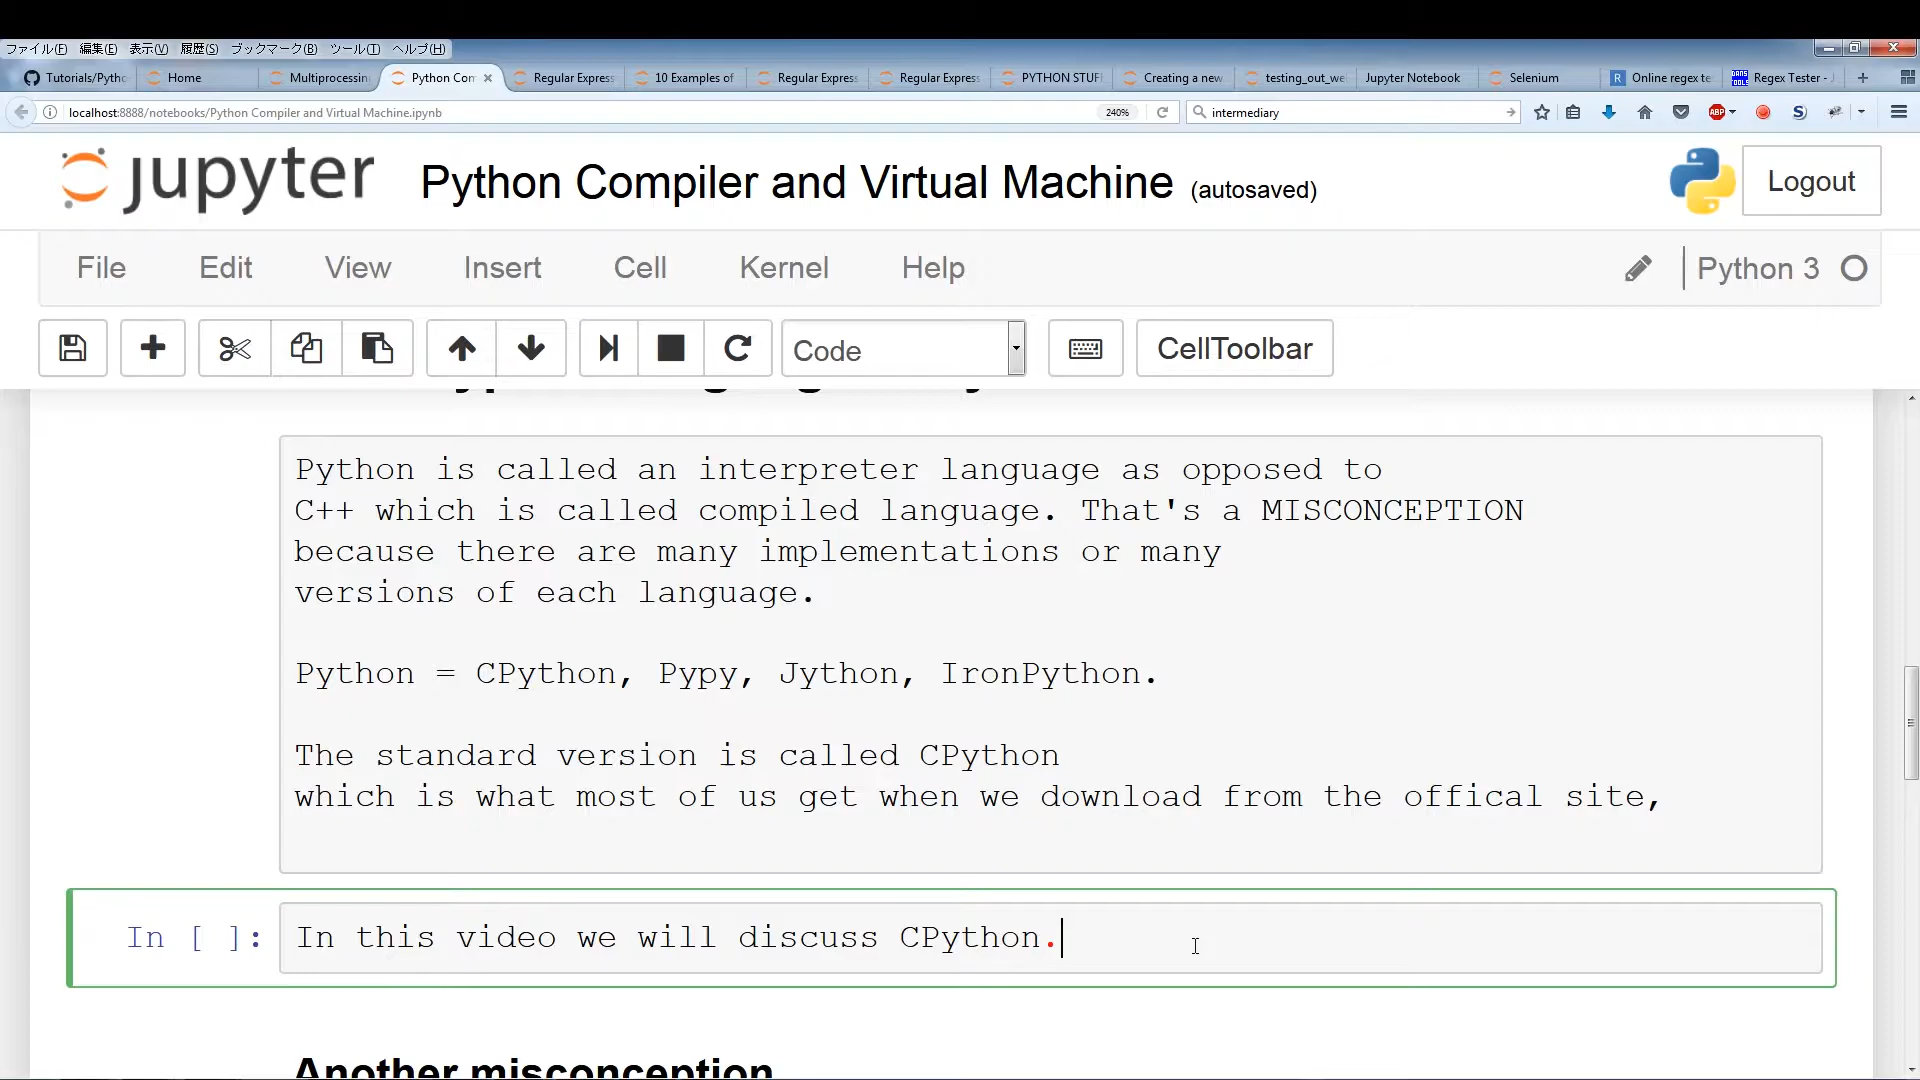 ファイル(F) 編集(E) 表示(V) 履歴(S) ブックマーク(B) ツール(T) ヘルプ(H)
Tutorials/Pytho Home Multiprocessin Python Com Regular Express 10 Examples of Regular Express Regular Express PYTHON STUF Creating a new testing_out_we Jupyter Notebook Selenium Online regex te Regex Tester - J
localhost:8888/notebooks/Python Compiler and Virtual Machine.ipynb 240% intermediary
jupyter Python Compiler and Virtual Machine (autosaved) Logout
File Edit View Insert Cell Kernel Help Python 3
Code CellToolbar
Python is called an interpreter language as opposed to
C++ which is called compiled language. That's a MISCONCEPTION
because there are many implementations or many
versions of each language.
Python = CPython, Pypy, Jython, IronPython.
The standard version is called CPython
which is what most of us get when we download from the offical site,
In [ ]: In this video we will discuss CPython.
Another misconception